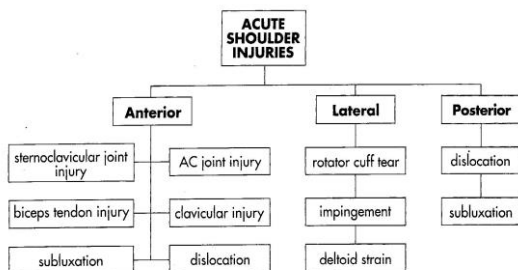 ACUTE
SHOULDER
INJURIES
Anterior
Lateral
Posterior
sternoclavicular joint
injury
AC joint injury
rotator cuff tear
dislocation
biceps tendon injury
clavicular injury
impingement
subluxation
subluxation
dislocation
deltoid strain